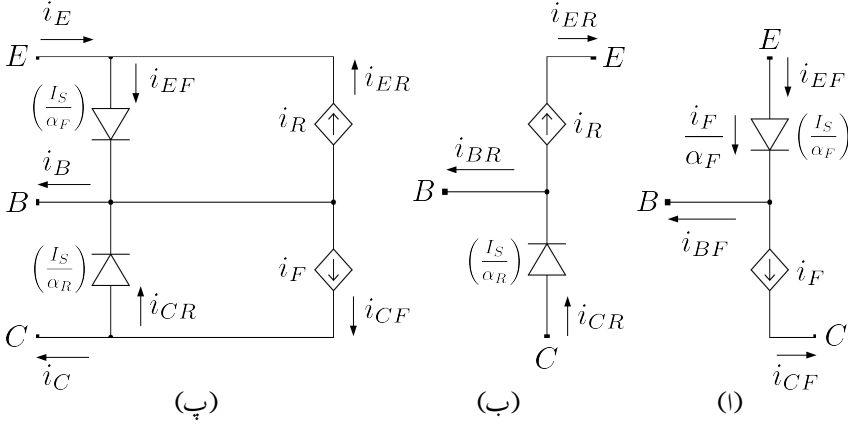 i_E
E
i_EF
(I_S/α_F)
i_R
i_ER
i_B
B
(I_S/α_R)
i_F
i_CR
i_CF
C
i_C
(پ)
i_ER
E
i_R
i_BR
B
(I_S/α_R)
i_CR
C
(ب)
E
i_EF
i_F/α_F
(I_S/α_F)
B
i_BF
i_F
C
i_CF
(ا)